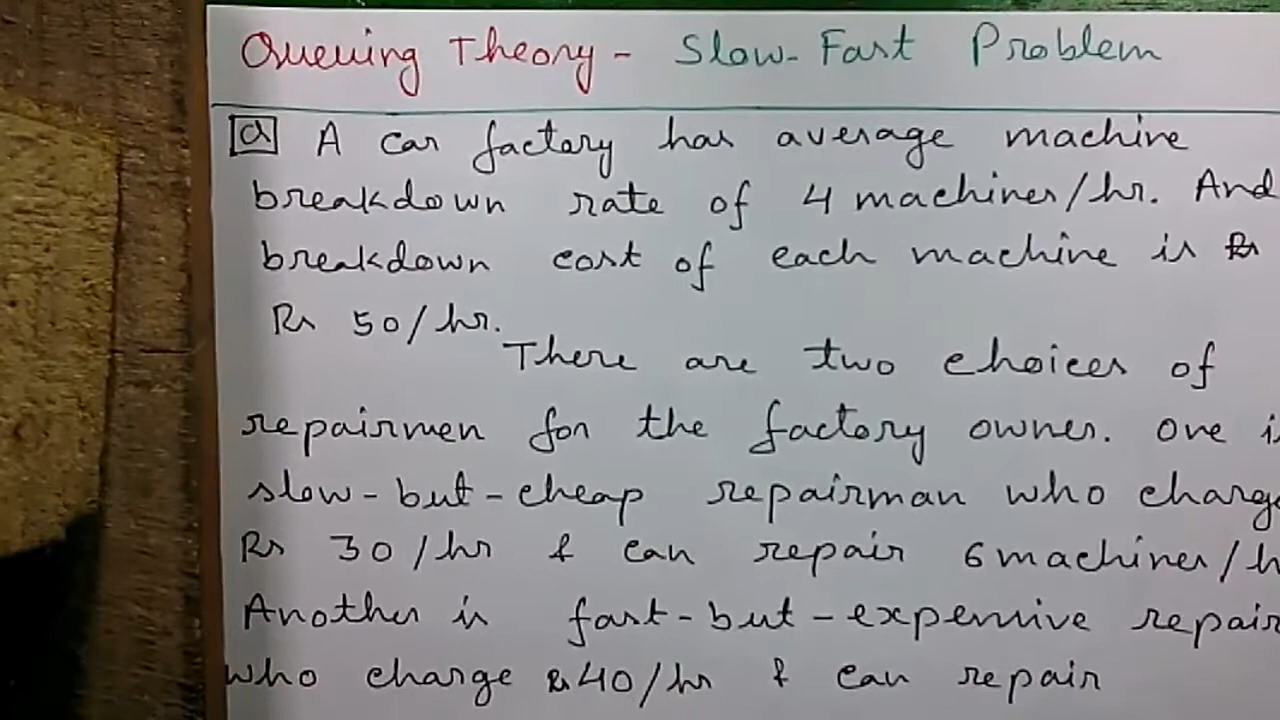 Queuing Theory - Slow-Fast Problem
Q A car factory has average machine
breakdown rate of 4 machines/hr. And
breakdown cost of each machine is Rs
Rs 50/hr.
There are two choices of
repairmen for the factory owner. One i
slow-but-cheap repairman who charg
Rs 30/hr & can repair 6 machines/h
Another is fast-but-expensive repair
who charge Rs 40/hr & can repair